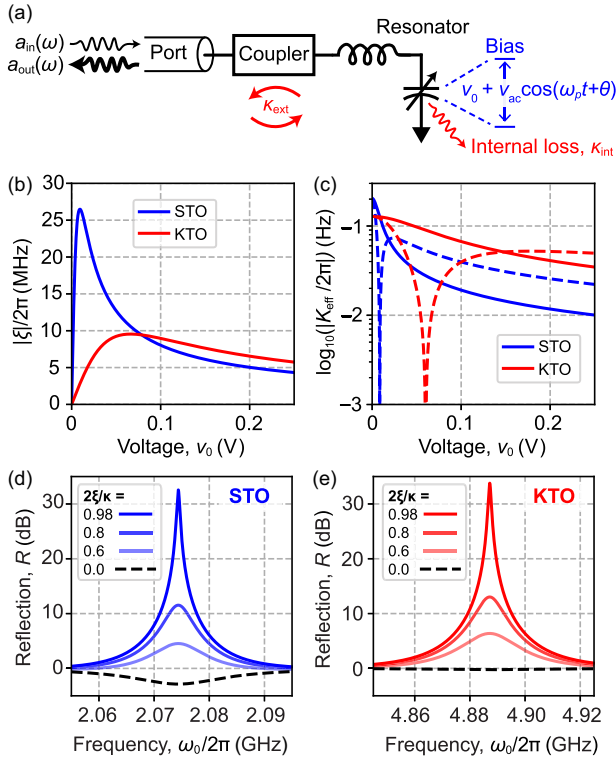 (a)
a_in(ω)
a_out(ω)
Port
Coupler
Resonator
Bias
v_0 + v_ac cos(ω_p t+θ)
κ_ext
Internal loss, κ_int
(b)
|ξ|/2π (MHz)
30
25
20
15
10
5
0
STO
KTO
0
0.1
0.2
Voltage, v_0 (V)
(c)
log_10(|K_eff /2π|) (Hz)
−1
−2
−3
STO
KTO
0
0.1
0.2
Voltage, v_0 (V)
(d)
Reflection, R (dB)
30
20
10
0
2ξ/κ =
0.98
0.8
0.6
0.0
STO
2.06
2.07
2.08
2.09
Frequency, ω_0/2π (GHz)
(e)
Reflection, R (dB)
30
20
10
0
2ξ/κ =
0.98
0.8
0.6
0.0
KTO
4.86
4.88
4.90
4.92
Frequency, ω_0/2π (GHz)